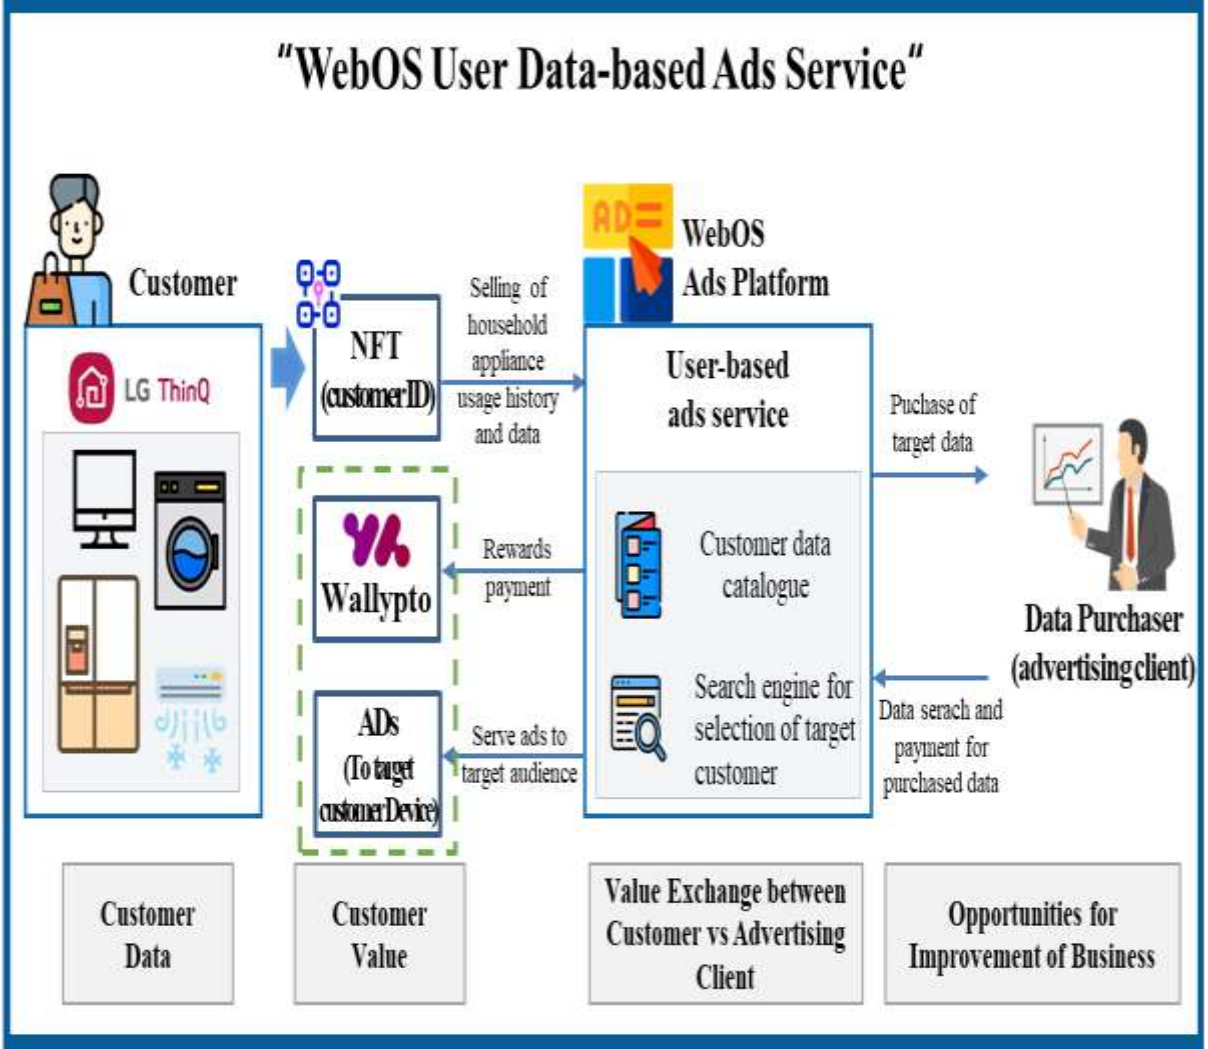 "WebOS User Data-based Ads Service"
Customer
LG ThinQ
NFT
(customer ID)
Selling of
household
appliance
usage history
and data
AD
WebOS
Ads Platform
User-based
ads service
Customer data
catalogue
Search engine for
selection of target
customer
Wallypto
Rewards
payment
ADs
(To target
customer Device)
Serve ads to
target audience
Puchase of
target data
Data Purchaser
(advertising client)
Data serach and
payment for
purchased data
Customer
Data
Customer
Value
Value Exchange between
Customer vs Advertising
Client
Opportunities for
Improvement of Business